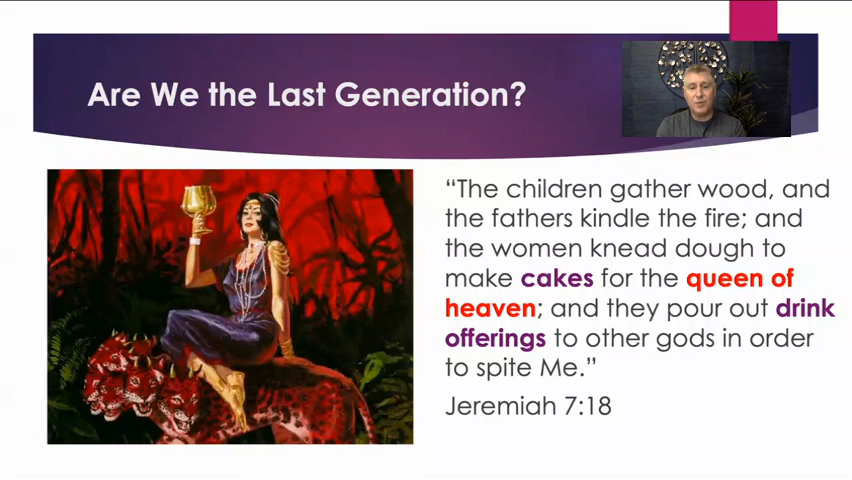 Are We the Last Generation?
“The children gather wood, and
the fathers kindle the fire; and
the women knead dough to
make cakes for the queen of
heaven; and they pour out drink
offerings to other gods in order
to spite Me.”
Jeremiah 7:18